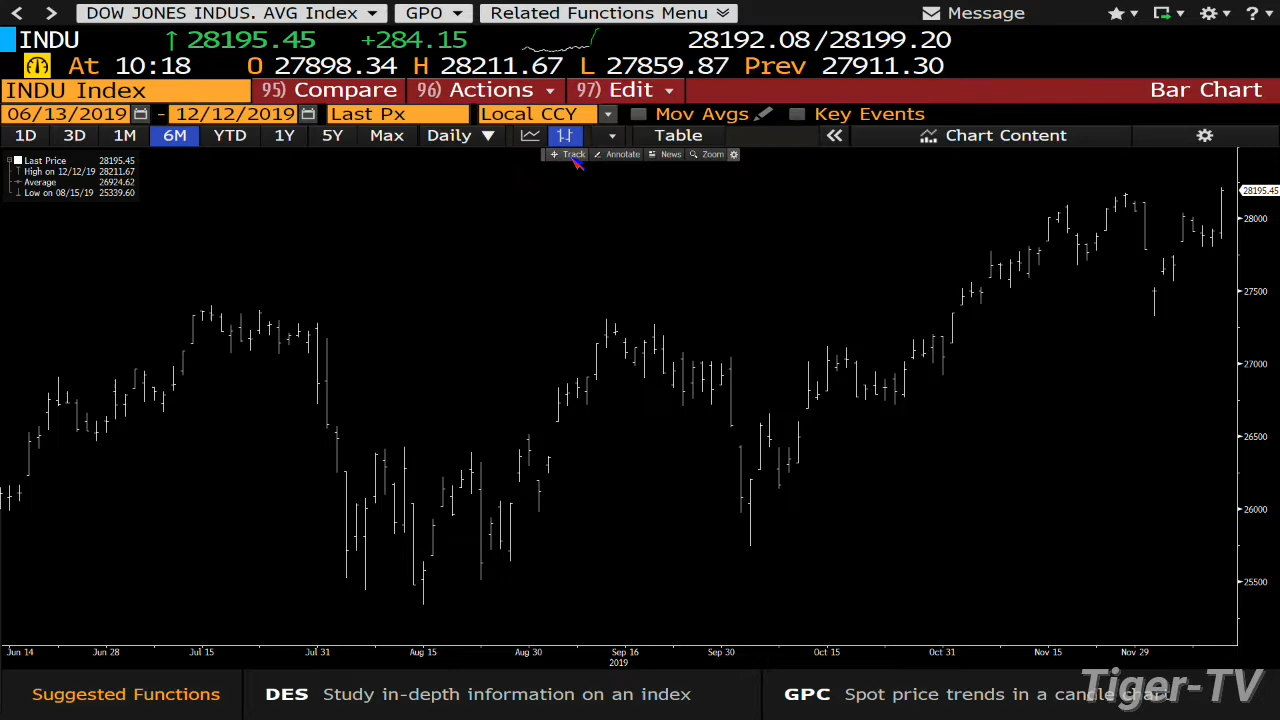 DOW JONES INDUS. AVG Index GPO Related Functions Menu Message ?
INDU 28195.45 +284.15 28192.08/28199.20
At 10:18 O 27898.34 H 28211.67 L 27859.87 Prev 27911.30
INDU Index 95) Compare 96) Actions 97) Edit Bar Chart
06/13/2019 - 12/12/2019 Last Px Local CCY Mov Avgs Key Events
1D 3D 1M 6M YTD 1Y 5Y Max Daily Table Chart Content
Track Annotate News Zoom
Last Price 28195.45
High on 12/12/19 28211.67
Average 26924.62
Low on 08/15/19 25339.60
28195.45
28000
27500
27000
26500
26000
25500
Jun 14 Jun 28 Jul 15 Jul 31 Aug 15 Aug 30 Sep 16 Sep 30 Oct 15 Oct 31 Nov 15 Nov 29
2019
Suggested Functions DES Study in-depth information on an index GPC Spot price trends in a candle chart
Tiger-TV